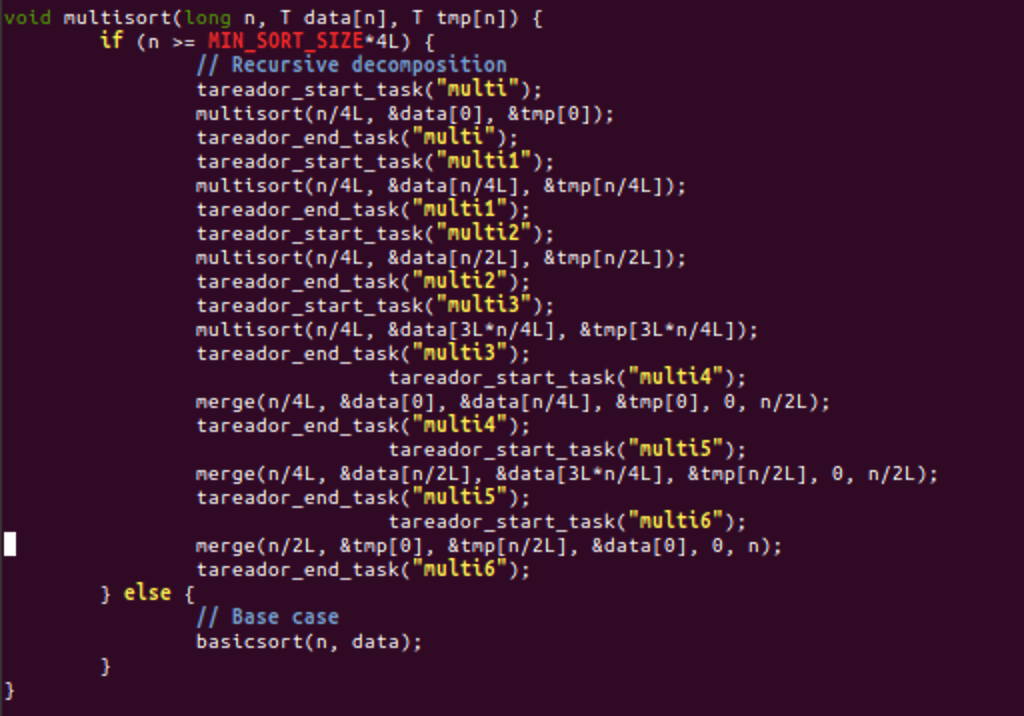 void multisort(long n, T data[n], T tmp[n]) {
if (n >= MIN_SORT_SIZE*4L) {
// Recursive decomposition
tareador_start_task("multi");
multisort(n/4L, &data[0], &tmp[0]);
tareador_end_task("multi");
tareador_start_task("multi1");
multisort(n/4L, &data[n/4L], &tmp[n/4L]);
tareador_end_task("multi1");
tareador_start_task("multi2");
multisort(n/4L, &data[n/2L], &tmp[n/2L]);
tareador_end_task("multi2");
tareador_start_task("multi3");
multisort(n/4L, &data[3L*n/4L], &tmp[3L*n/4L]);
tareador_end_task("multi3");
tareador_start_task("multi4");
merge(n/4L, &data[0], &data[n/4L], &tmp[0], 0, n/2L);
tareador_end_task("multi4");
tareador_start_task("multi5");
merge(n/4L, &data[n/2L], &data[3L*n/4L], &tmp[n/2L], 0, n/2L);
tareador_end_task("multi5");
tareador_start_task("multi6");
merge(n/2L, &tmp[0], &tmp[n/2L], &data[0], 0, n);
tareador_end_task("multi6");
} else {
// Base case
basicsort(n, data);
}
}